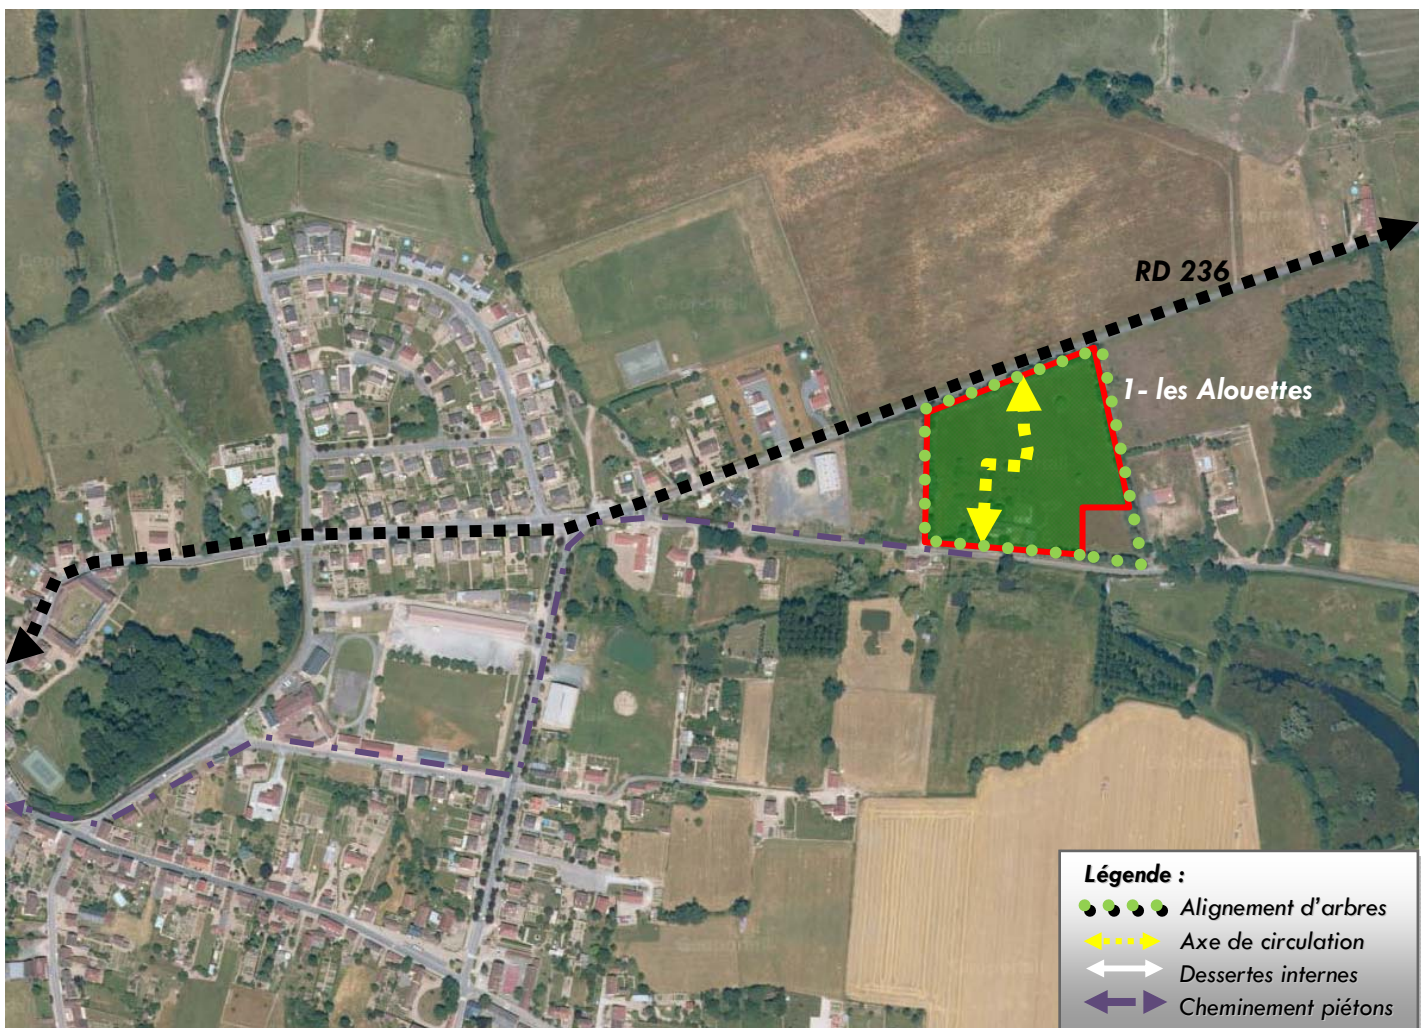 RD 236
1- les Alouettes
Légende :
Alignement d'arbres
Axe de circulation
Dessertes internes
Cheminement piétons